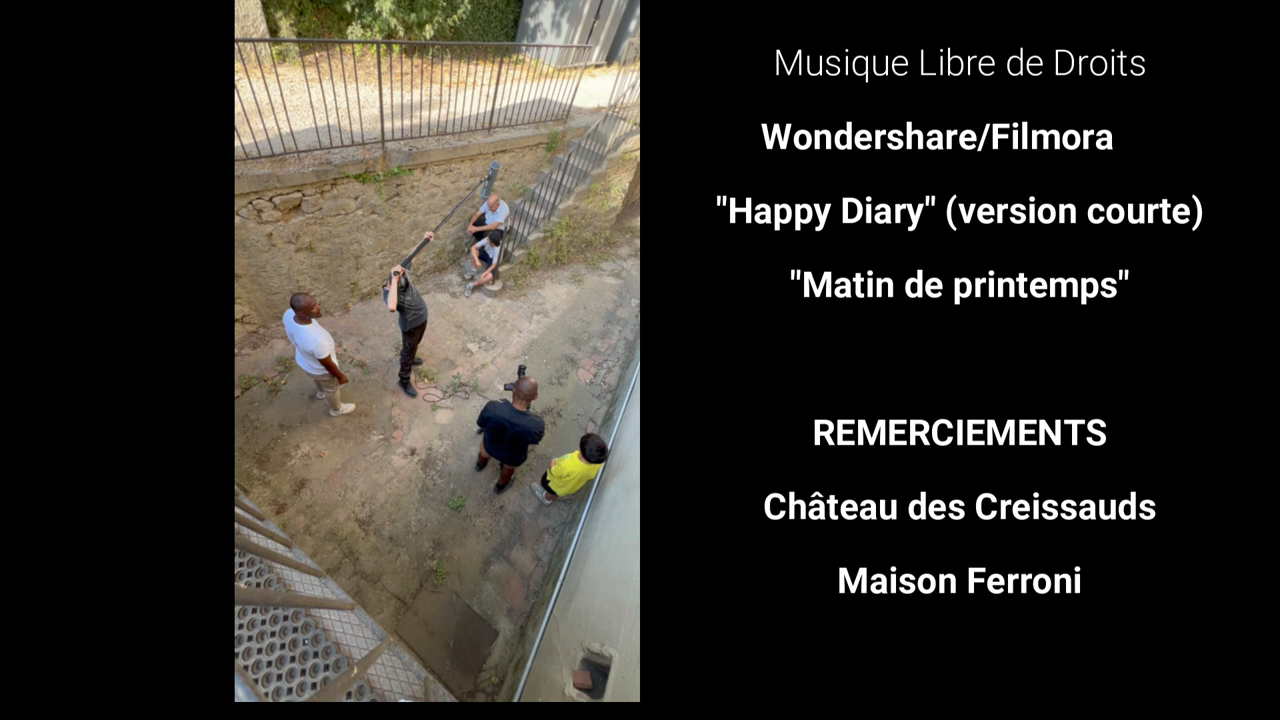 Musique Libre de Droits
Wondershare/Filmora
"Happy Diary" (version courte)
"Matin de printemps"
REMERCIEMENTS
Château des Creissauds
Maison Ferroni